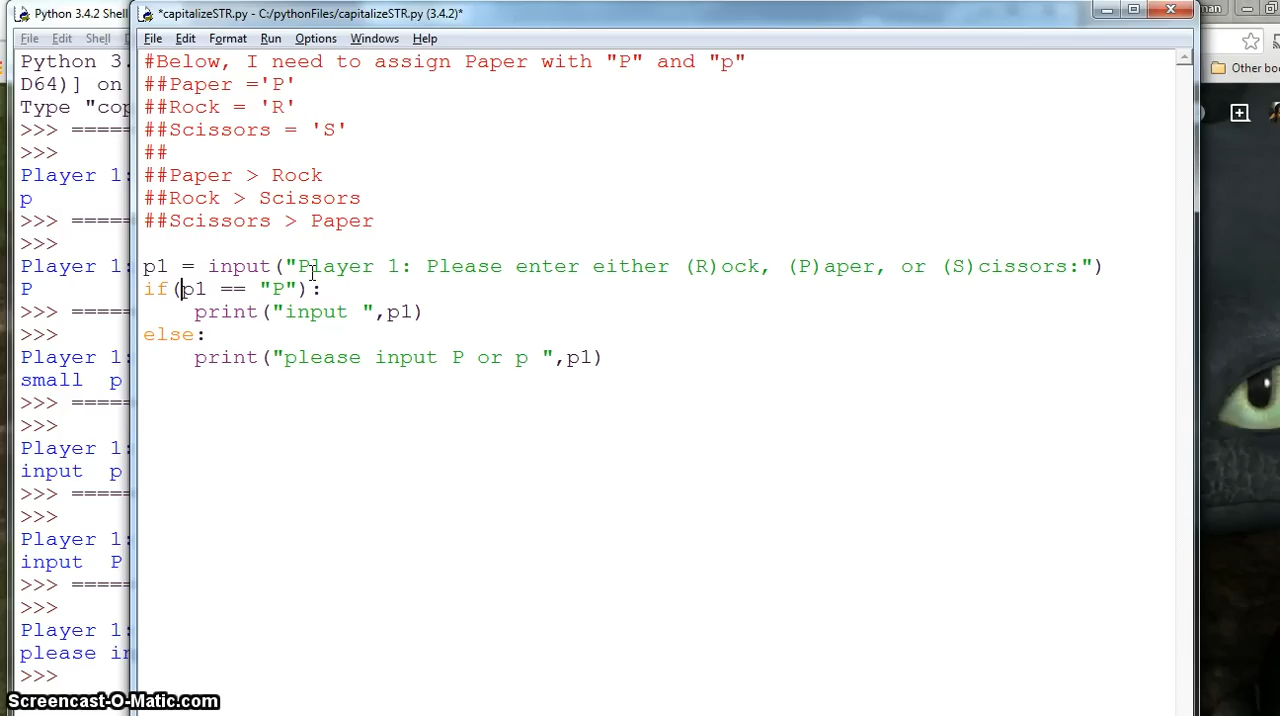 Python 3.4.2 Shell
*capitalizeSTR.py - C:/pythonFiles/capitalizeSTR.py (3.4.2)*
File Edit Shell
File Edit Format Run Options Windows Help
Other
Python 3.
D64)] on
Type "cop
>>> =====
>>>
Player 1:
p
>>> =====
>>>
Player 1:
P
>>> =====
>>>
Player 1:
small  p
>>> =====
>>>
Player 1:
input  p
>>> =====
>>>
Player 1:
input  P
>>> =====
>>>
Player 1:
please in
>>>
#Below, I need to assign Paper with "P" and "p"
##Paper ='P'
##Rock = 'R'
##Scissors = 'S'
##
##Paper > Rock
##Rock > Scissors
##Scissors > Paper
p1 = input("Player 1: Please enter either (R)ock, (P)aper, or (S)cissors:")
if(p1 == "P"):
    print("input ",p1)
else:
    print("please input P or p ",p1)
Screencast-O-Matic.com